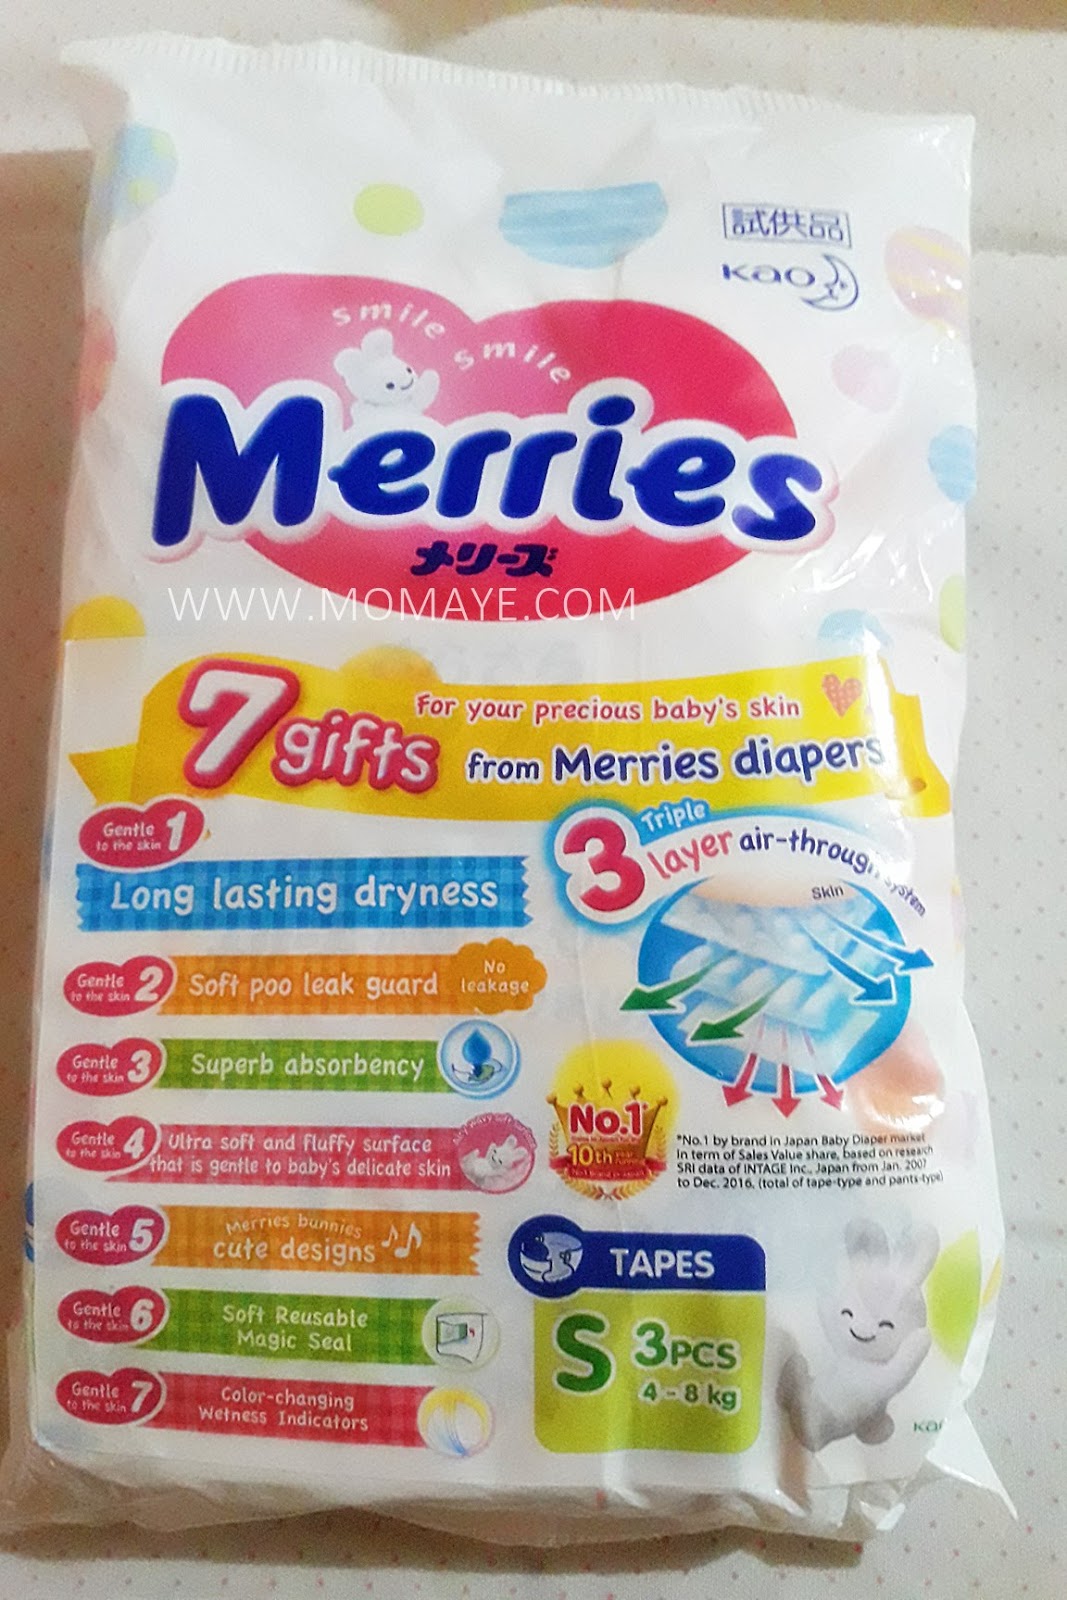 試供品
Kao
smile smile
Merries
メリーズ
WWW.MOMAYE.COM
7 gifts
For your precious baby's skin
from Merries diapers
Gentle to the skin 1
Long lasting dryness
Triple
3 layer air-through system
Skin
Gentle to the skin 2
Soft poo leak guard
No leakage
Gentle to the skin 3
Superb absorbency
Gentle to the skin 4
Ultra soft and fluffy surface
that is gentle to baby's delicate skin
No.1*
10th
*No.1 by brand in Japan Baby Diaper market
In term of Sales Value share, based on research
SRI data of INTAGE Inc., Japan from Jan. 2007
to Dec. 2016. (total of tape-type and pants-type)
Gentle to the skin 5
Merries bunnies
cute designs
Gentle to the skin 6
Soft Reusable
Magic Seal
Gentle to the skin 7
Color-changing
Wetness Indicators
TAPES
S 3PCS
4 - 8 kg
Kao